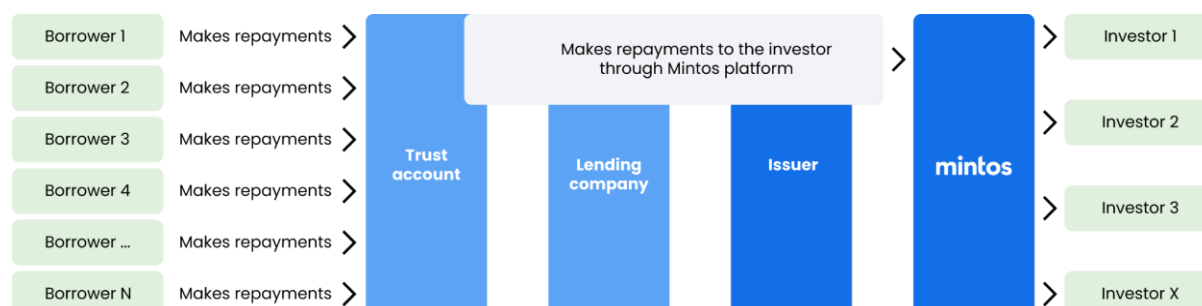 Borrower 1
Makes repayments
Borrower 2
Makes repayments
Borrower 3
Makes repayments
Borrower 4
Makes repayments
Borrower ...
Makes repayments
Borrower N
Makes repayments
Trust
account
Makes repayments to the investor
through Mintos platform
Lending
company
Issuer
mintos
Investor 1
Investor 2
Investor 3
Investor X